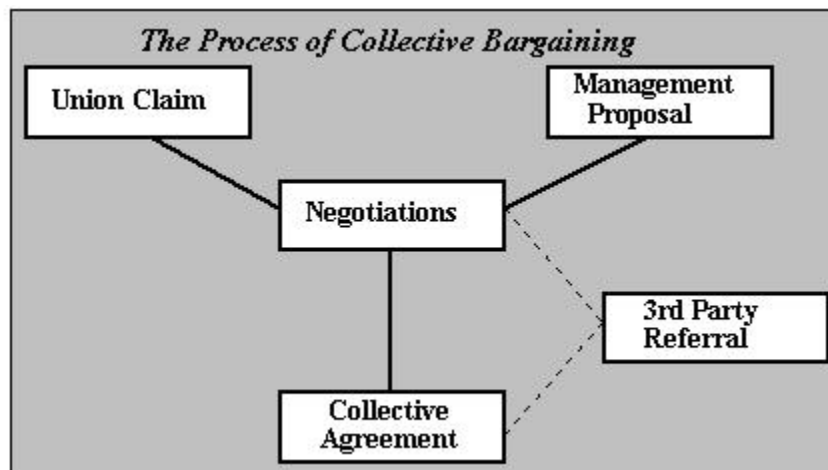 The Process of Collective Bargaining
Union Claim
Management
Proposal
Negotiations
3rd Party
Referral
Collective
Agreement